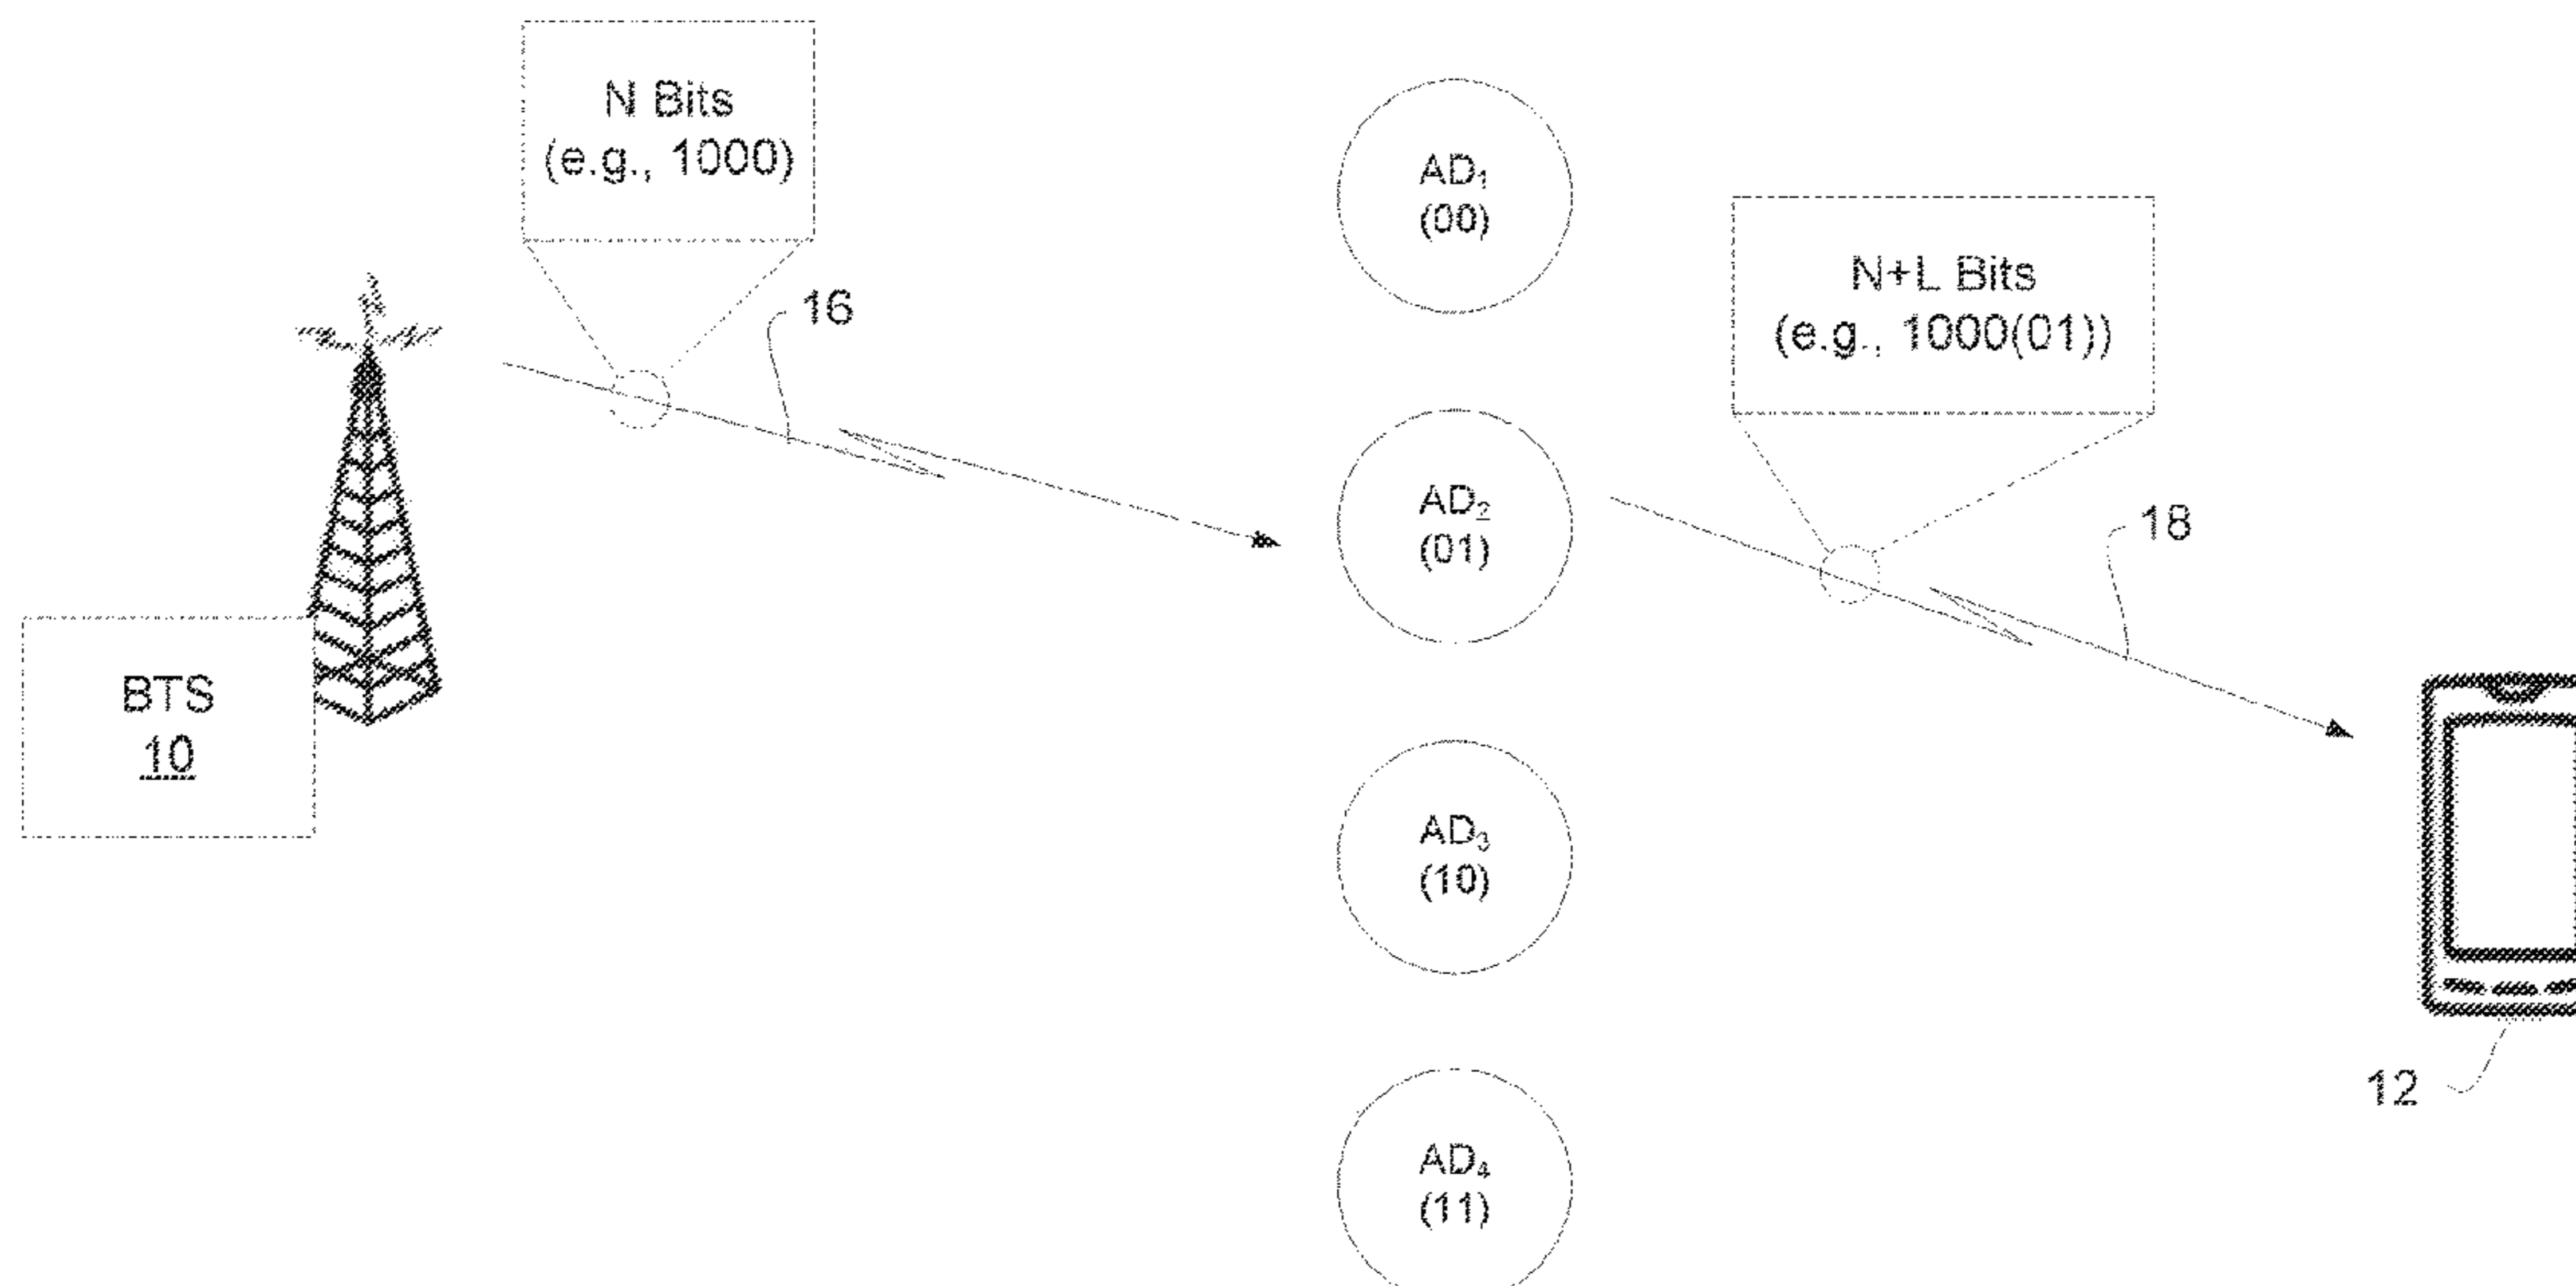 N Bits
(e.g., 1000)
16
AD₁
(00)
N+L Bits
(e.g., 1000(01))
AD₂
(01)
18
BTS
10
AD₃
(10)
12
AD₄
(11)